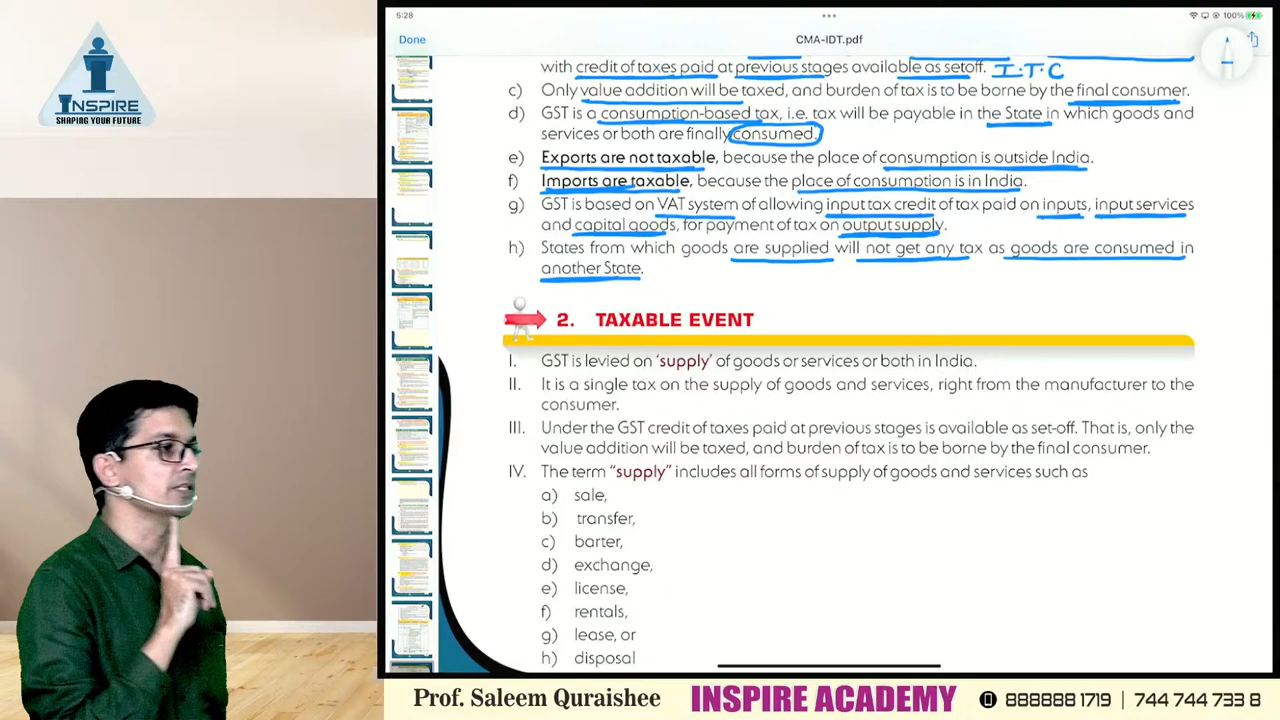 5:28
100%
Done
CMA-IDT.pdf
with credit of taxes paid at previous stage available as setoff. I.T.C
c) Only value addition will be taxed, and burden of tax is to be borne by the final consumer.
d) It is consumption-based tax, i.e. tax will be payable in the State in which goods and
services or both are finally consumed.
e) Exports are not taxable, because the place of consumption is outside India.
f) Imports are taxable, because the place of consumption is in India.
g) GST is based on VAT system of allowing input tax credit of tax paid on inputs, input services
and capital goods, for payment of tax on output supply.
h) State from which goods are supplied will not get any tax as goods are consumed in
another State.
2. TAXABLE EVENT
I. GST is levied on 'supply' of goods or services or both in India.
II. It is a single tax on the supply of goods and services, right from the manufacturer to the
consumer.
III. Under the GST credit of taxes paid at previous stages is available as set-off. Thus, only the
value addition will be taxed and burden of tax is to be borne by the final consumer.
IV. The term "supply" includes all forms of supply of goods and services such as
a) sale,
b) transfer,
c) barter,
d) exchange,
e) license,
f) rentals,
g) lease, or
h) disposal
INSPIRE
SHAPING YOUR FUTURE
Prof. Saleem Quraishee INSPIRE ACADEMY 888888 1719 | 744 744 733 8